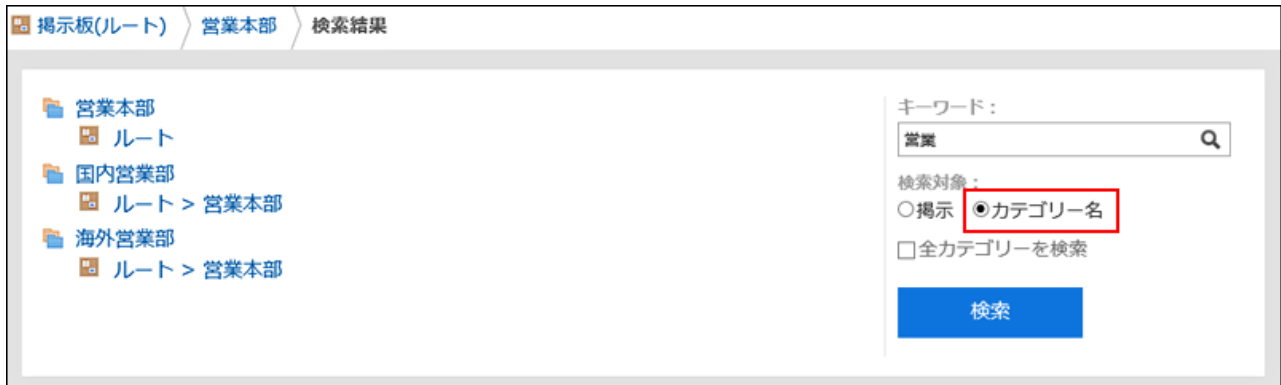 掲示板(ルート) 営業本部 検索結果
営業本部
ルート
国内営業部
ルート > 営業本部
海外営業部
ルート > 営業本部
キーワード：
営業
検索対象：
掲示 カテゴリー名
全カテゴリーを検索
検索